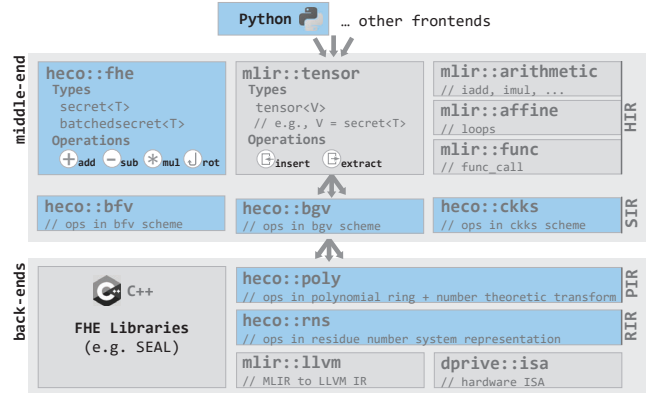 Python
… other frontends
middle-end
heco::fhe
Types
secret<T>
batchedsecret<T>
Operations
+ add − sub * mul rot
mlir::tensor
Types
tensor<V>
// e.g., V = secret<T>
Operations
insert extract
mlir::arithmetic
// iadd, imul, ...
mlir::affine
// loops
mlir::func
// func_call
HIR
heco::bfv
// ops in bfv scheme
heco::bgv
// ops in bgv scheme
heco::ckks
// ops in ckks scheme
SIR
back-ends
C++
FHE Libraries
(e.g. SEAL)
heco::poly
// ops in polynomial ring + number theoretic transform
PIR
heco::rns
// ops in residue number system representation
RIR
mlir::llvm
// MLIR to LLVM IR
dprive::isa
// hardware ISA